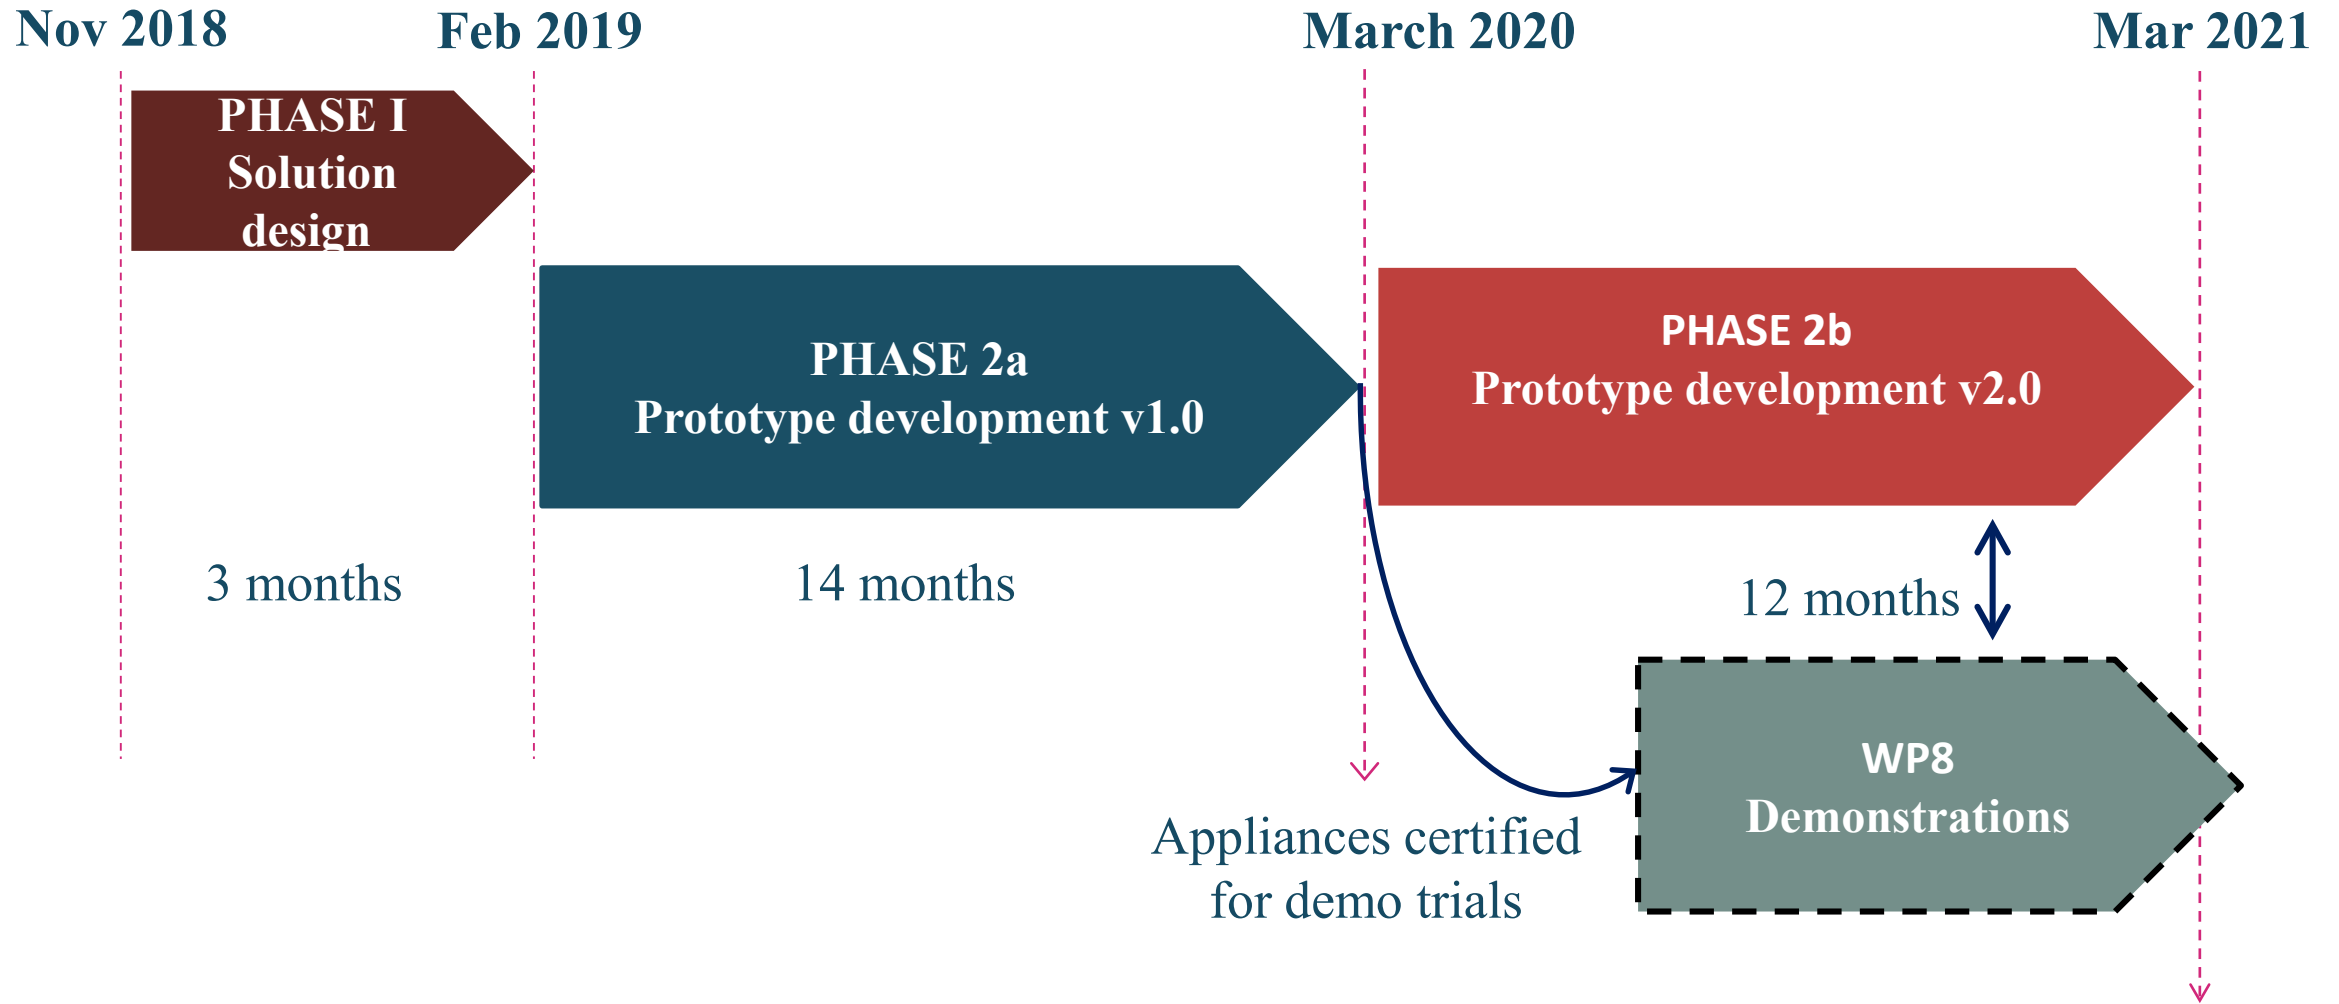 Nov 2018
Feb 2019
March 2020
Mar 2021
PHASE I
Solution
design
PHASE 2a
Prototype development v1.0
PHASE 2b
Prototype development v2.0
3 months
14 months
12 months
WP8
Demonstrations
Appliances certified
for demo trials